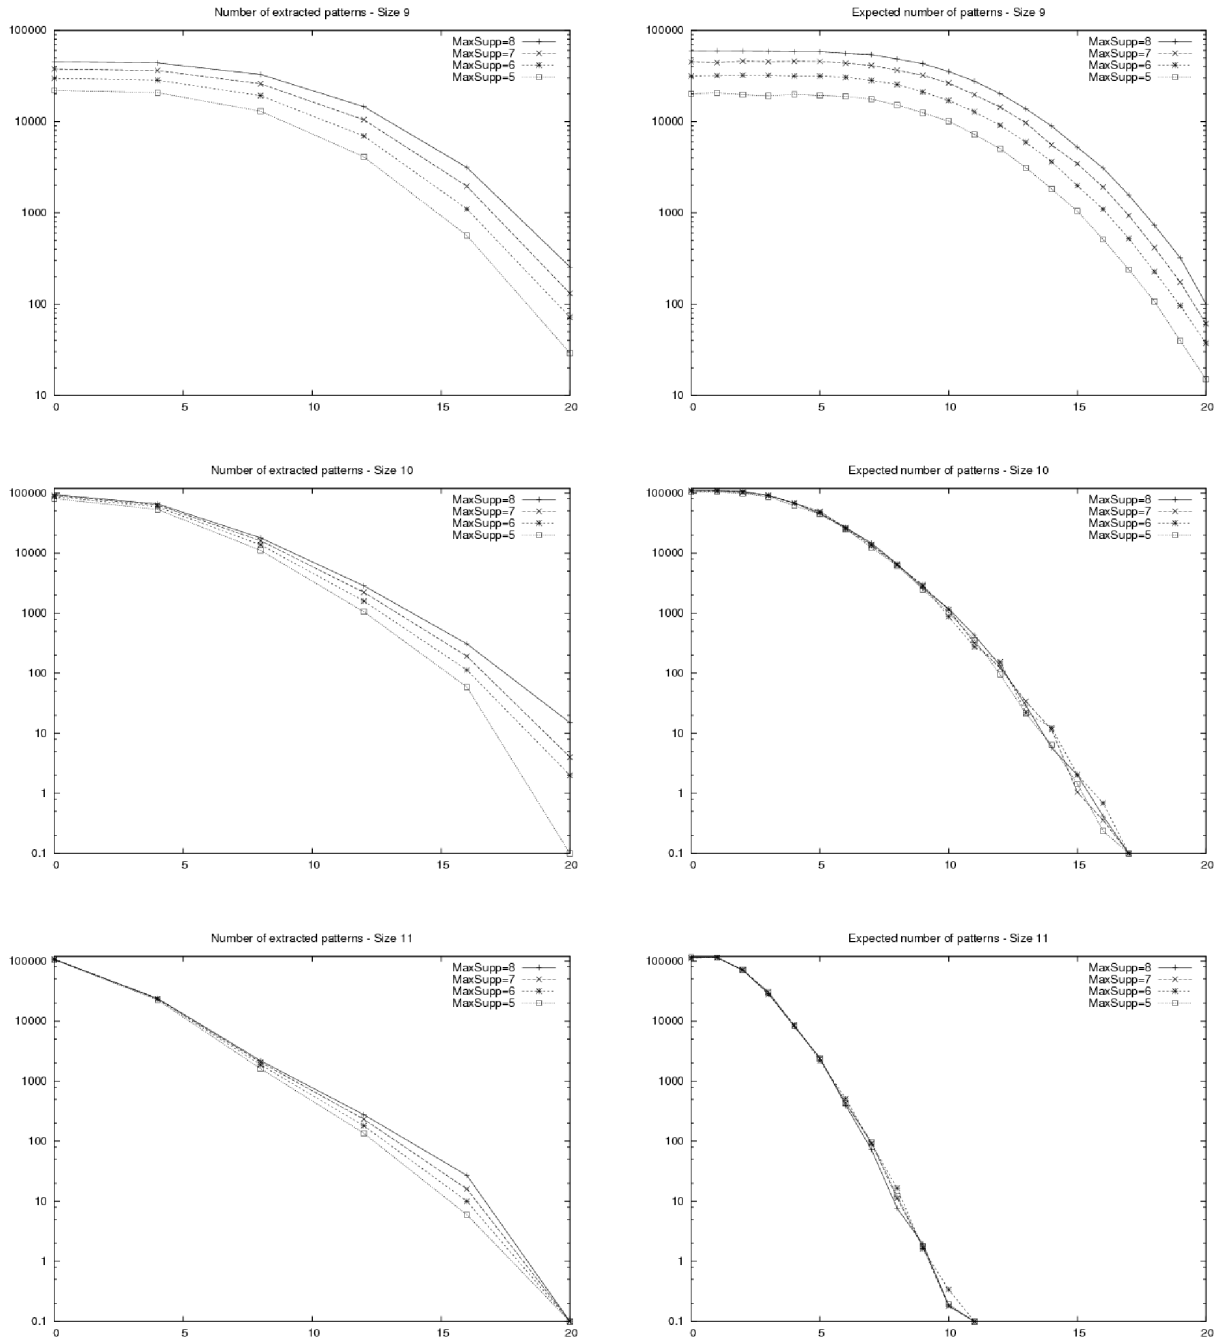 Number of extracted patterns - Size 9
MaxSupp=8
MaxSupp=7
MaxSupp=6
MaxSupp=5
100000
10000
1000
100
10
0 5 10 15 20
Expected number of patterns - Size 9
MaxSupp=8
MaxSupp=7
MaxSupp=6
MaxSupp=5
100000
10000
1000
100
10
0 5 10 15 20
Number of extracted patterns - Size 10
MaxSupp=8
MaxSupp=7
MaxSupp=6
MaxSupp=5
100000
10000
1000
100
10
1
0.1
0 5 10 15 20
Expected number of patterns - Size 10
MaxSupp=8
MaxSupp=7
MaxSupp=6
MaxSupp=5
100000
10000
1000
100
10
1
0.1
0 5 10 15 20
Number of extracted patterns - Size 11
MaxSupp=8
MaxSupp=7
MaxSupp=6
MaxSupp=5
100000
10000
1000
100
10
1
0.1
0 5 10 15 20
Expected number of patterns - Size 11
MaxSupp=8
MaxSupp=7
MaxSupp=6
MaxSupp=5
100000
10000
1000
100
10
1
0.1
0 5 10 15 20